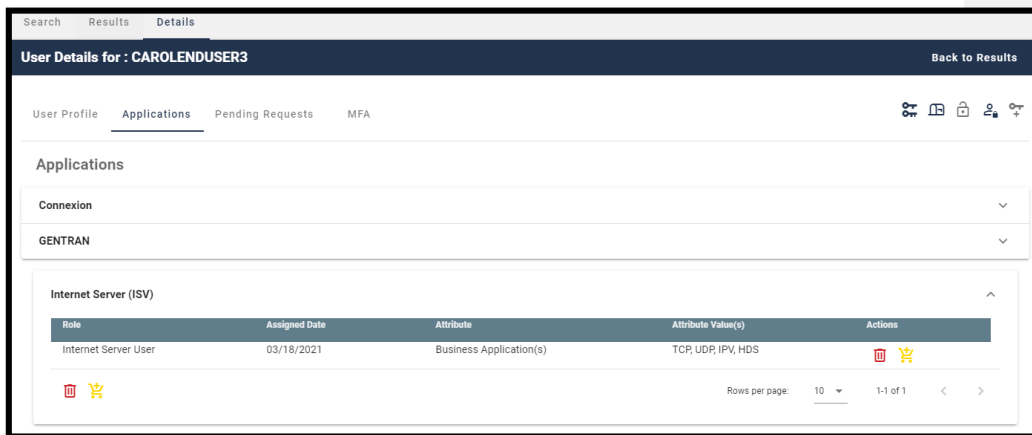 Search Results Details
User Details for : CAROLENDUSER3 Back to Results
User Profile Applications Pending Requests MFA
Applications
Connexion
GENTRAN
Internet Server (ISV)
Role Assigned Date Attribute Attribute Value(s) Actions
Internet Server User 03/18/2021 Business Application(s) TCP, UDP, IPV, HDS
Rows per page: 10 1-1 of 1